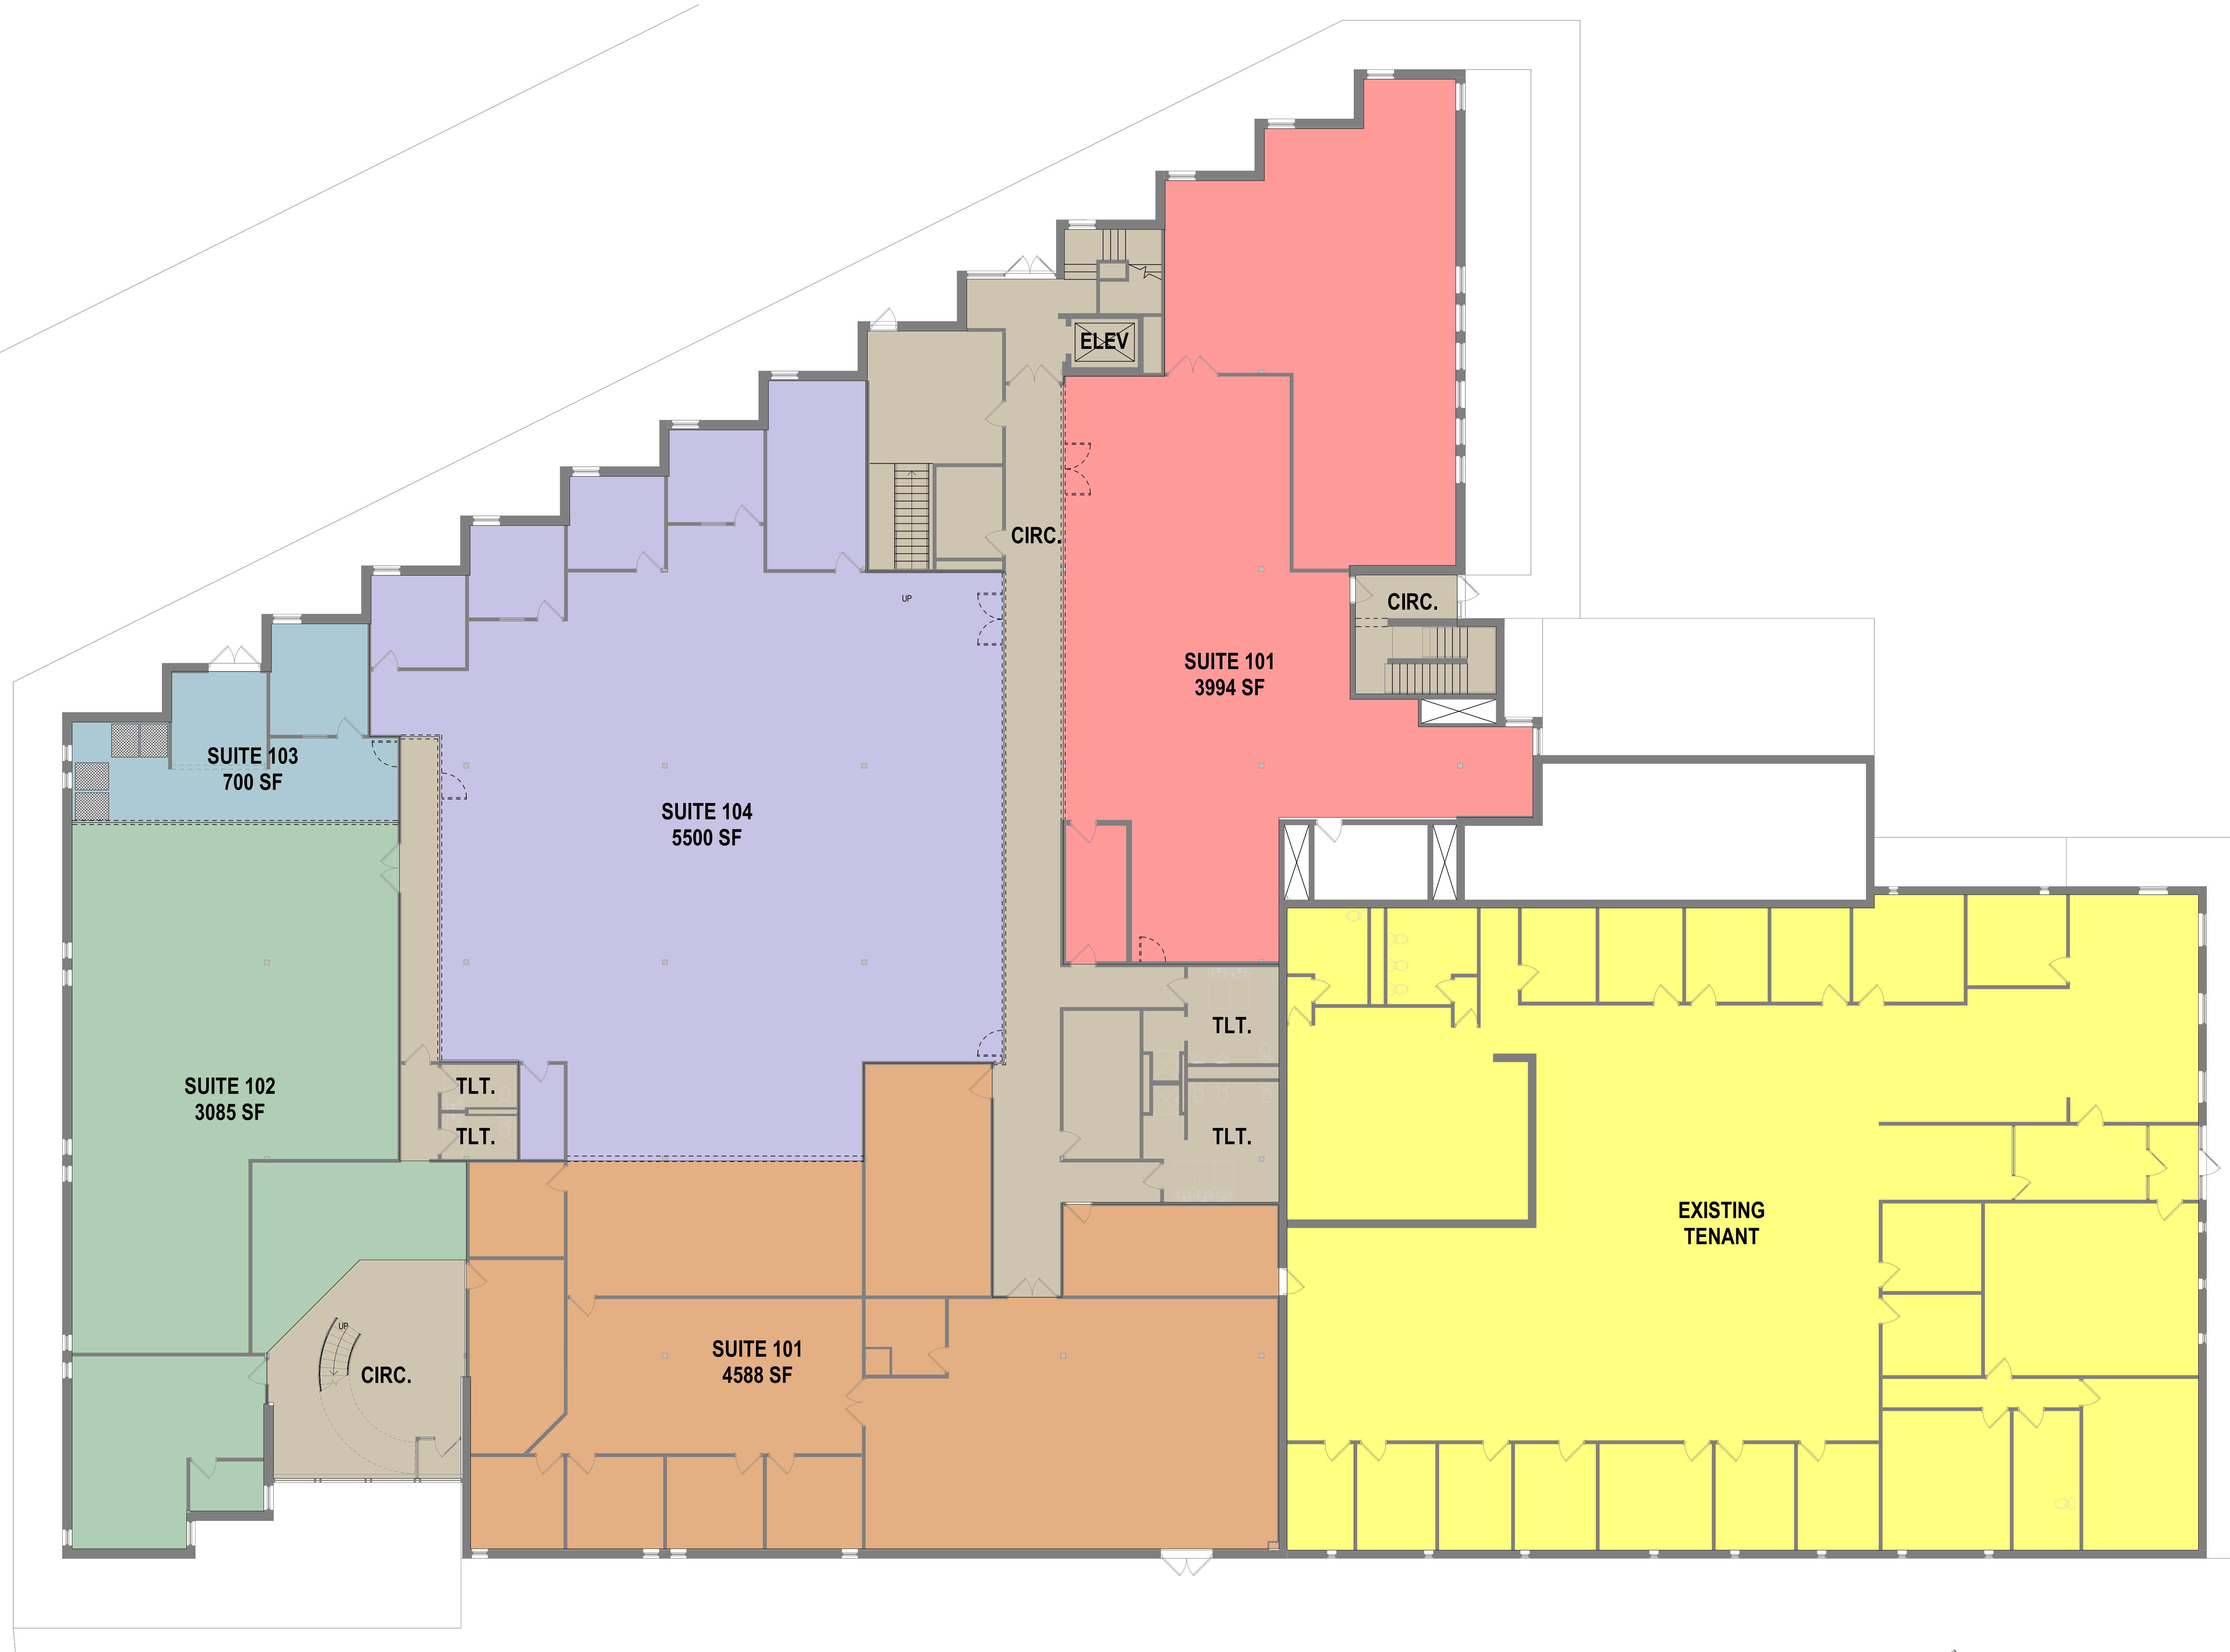 ELEV
CIRC.
UP
CIRC.
SUITE 101
3994 SF
SUITE 103
700 SF
SUITE 104
5500 SF
TLT.
SUITE 102
3085 SF
TLT.
TLT.
TLT.
EXISTING
TENANT
UP
CIRC.
SUITE 101
4588 SF